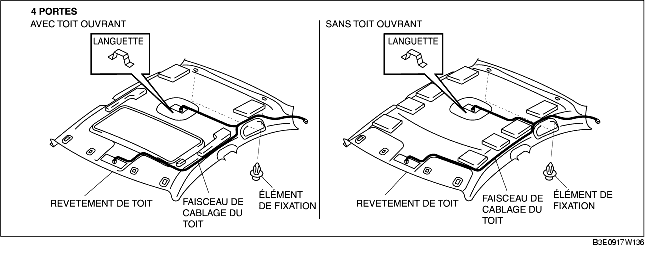 4 PORTES
AVEC TOIT OUVRANT
LANGUETTE
REVETEMENT DE TOIT
FAISCEAU DE
CABLAGE DU
TOIT
ÉLÉMENT
DE FIXATION
SANS TOIT OUVRANT
LANGUETTE
REVETEMENT DE TOIT
FAISCEAU DE
CABLAGE DU
TOIT
ÉLÉMENT DE
FIXATION
B3E0917W136